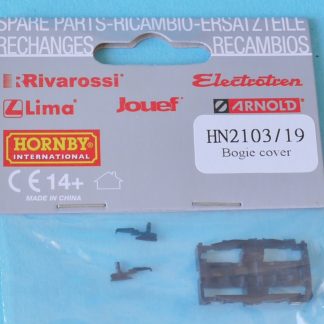 SPARE PARTS-RICAMBIO-ERSATZTEILE
RECHANGES RECAMBIOS
Rivarossi Electrotren
Lima Jouef ARNOLD
HORNBY
INTERNATIONAL
HN2103/19
Bogie cover
CE 14+
MADE IN CHINA